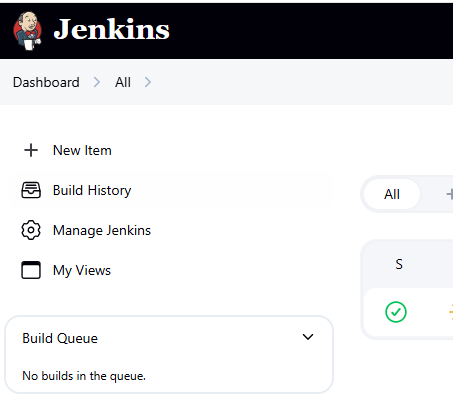 Jenkins
Dashboard > All >
+ New Item
Build History
Manage Jenkins
My Views
All +
S
Build Queue
No builds in the queue.